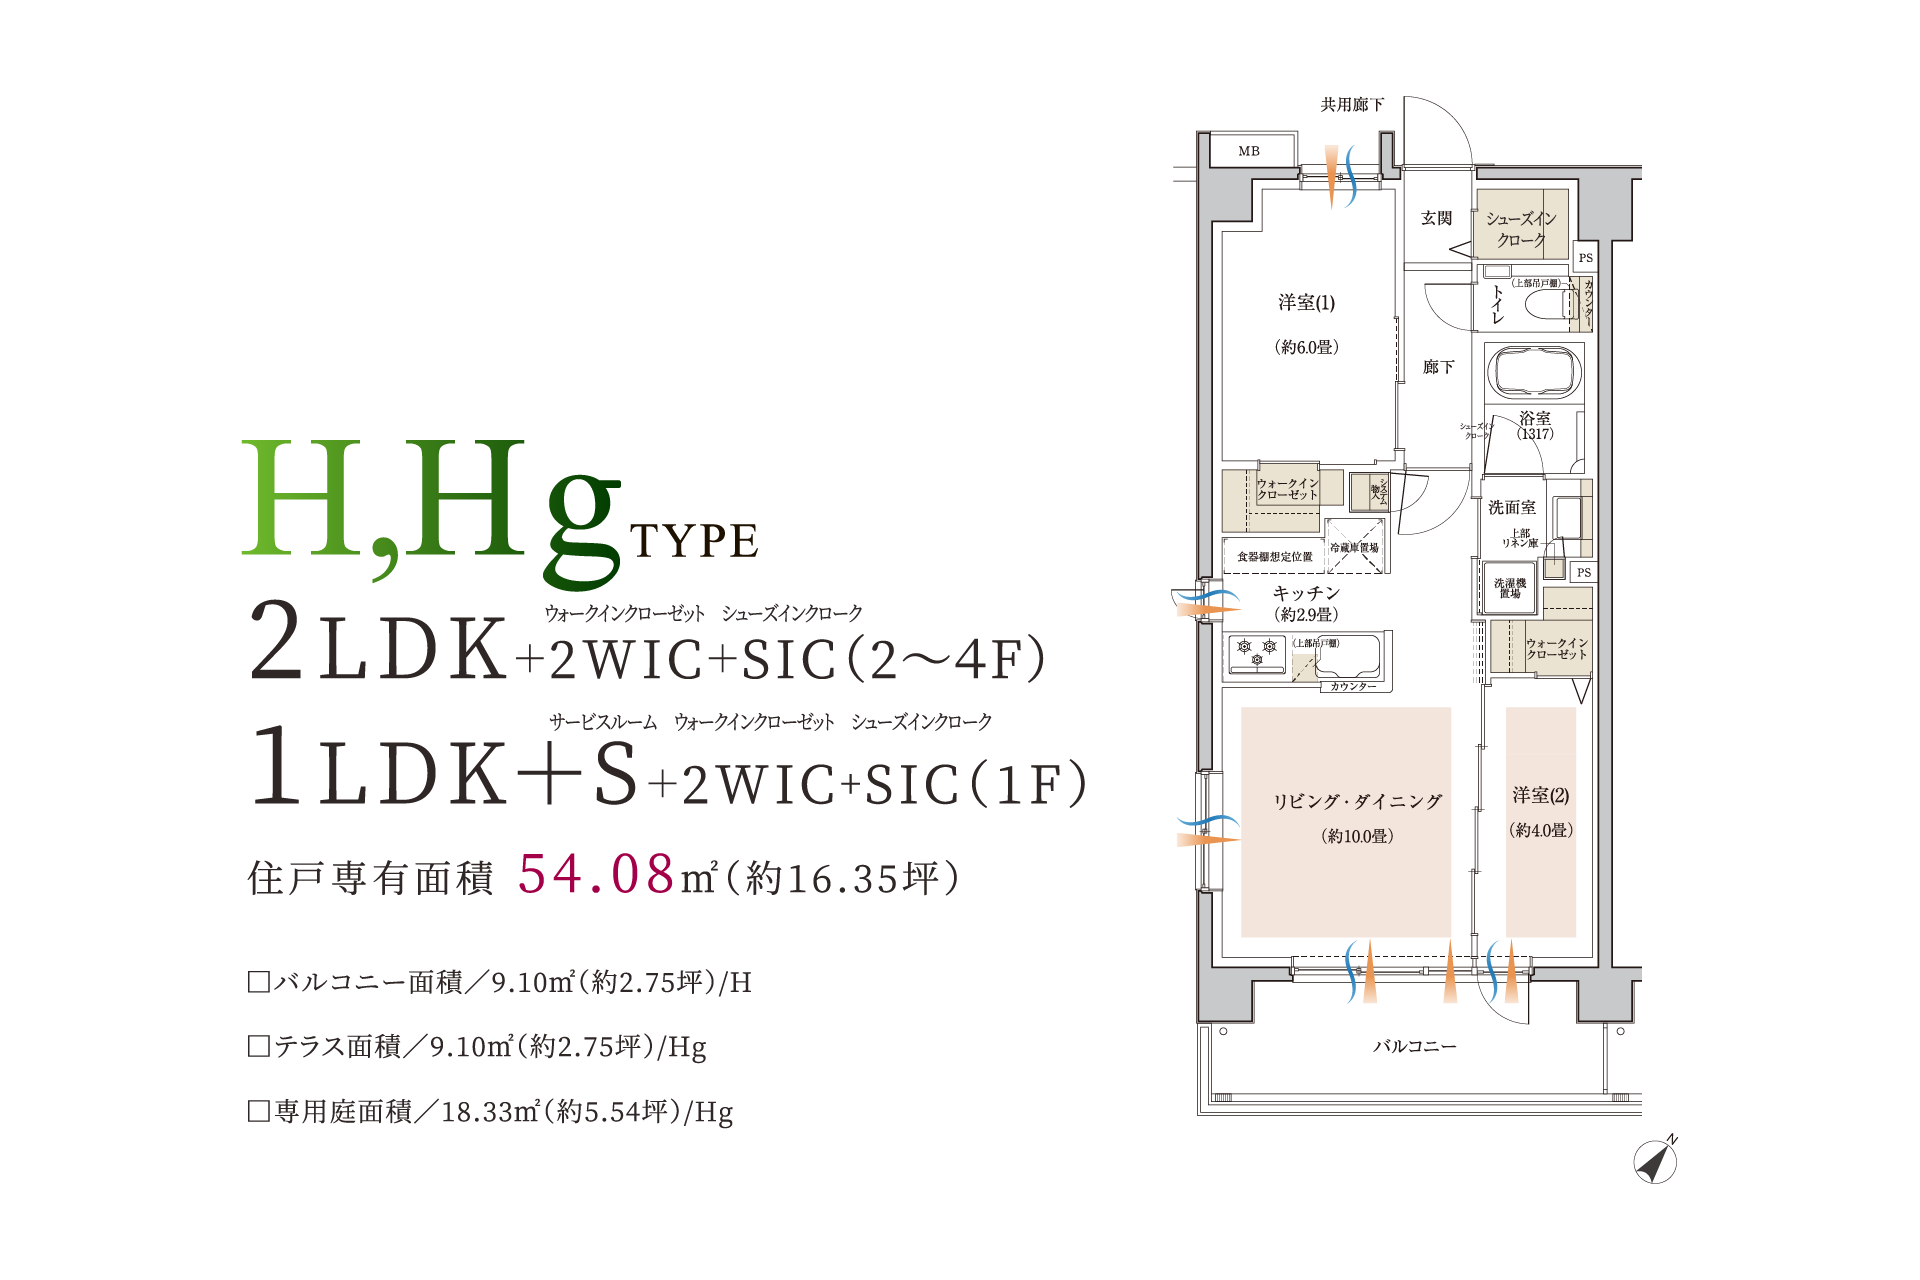 H,Hg TYPE
ウォークインクローゼット シューズインクローク
2LDK+2WIC+SIC(2〜4F)
サービスルーム ウォークインクローゼット シューズインクローク
1LDK+S+2WIC+SIC(1F)
住戸専有面積 54.08㎡(約16.35坪)
□バルコニー面積／9.10㎡(約2.75坪)/H
□テラス面積／9.10㎡(約2.75坪)/Hg
□専用庭面積／18.33㎡(約5.54坪)/Hg
共用廊下
MB
玄関
シューズイン
クローク
PS
洋室(1)
(約6.0畳)
トイレ
(上部吊戸棚)
カウンター
廊下
シューズイン
クローク
浴室
(1317)
ウォークイン
クローゼット
システム
物入
洗面室
上部
リネン庫
食器棚想定位置
冷蔵庫置場
PS
洗濯機
置場
キッチン
(約2.9畳)
(上部吊戸棚)
カウンター
ウォークイン
クローゼット
リビング・ダイニング
(約10.0畳)
洋室(2)
(約4.0畳)
バルコニー
N